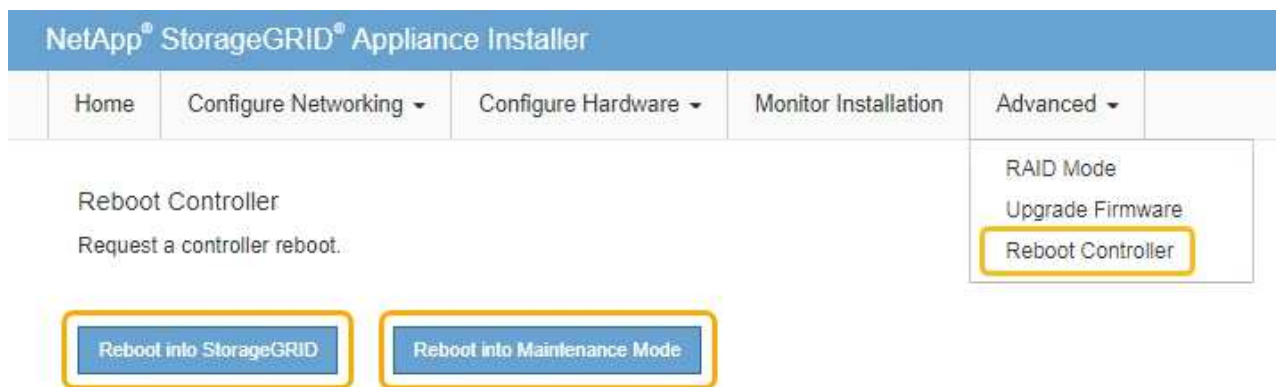 NetApp® StorageGRID® Appliance Installer
Home Configure Networking Configure Hardware Monitor Installation Advanced
RAID Mode
Upgrade Firmware
Reboot Controller
Reboot Controller
Request a controller reboot.
Reboot into StorageGRID Reboot into Maintenance Mode